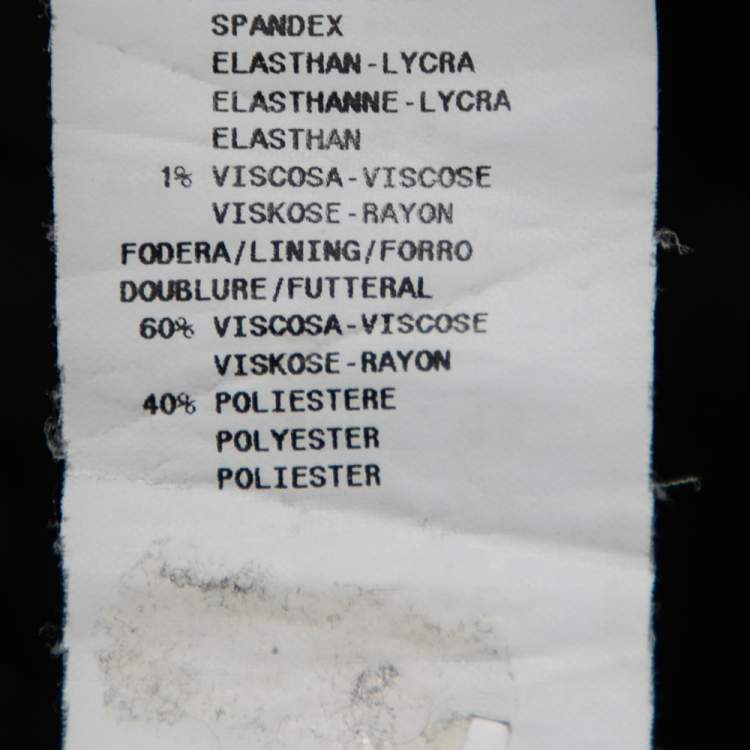 SPANDEX
ELASTHAN-LYCRA
ELASTHANNE-LYCRA
ELASTHAN
1% VISCOSA-VISCOSE
VISKOSE-RAYON
FODERA/LINING/FORRO
DOUBLURE/FUTTERAL
60% VISCOSA-VISCOSE
VISKOSE-RAYON
40% POLIESTERE
POLYESTER
POLIESTER